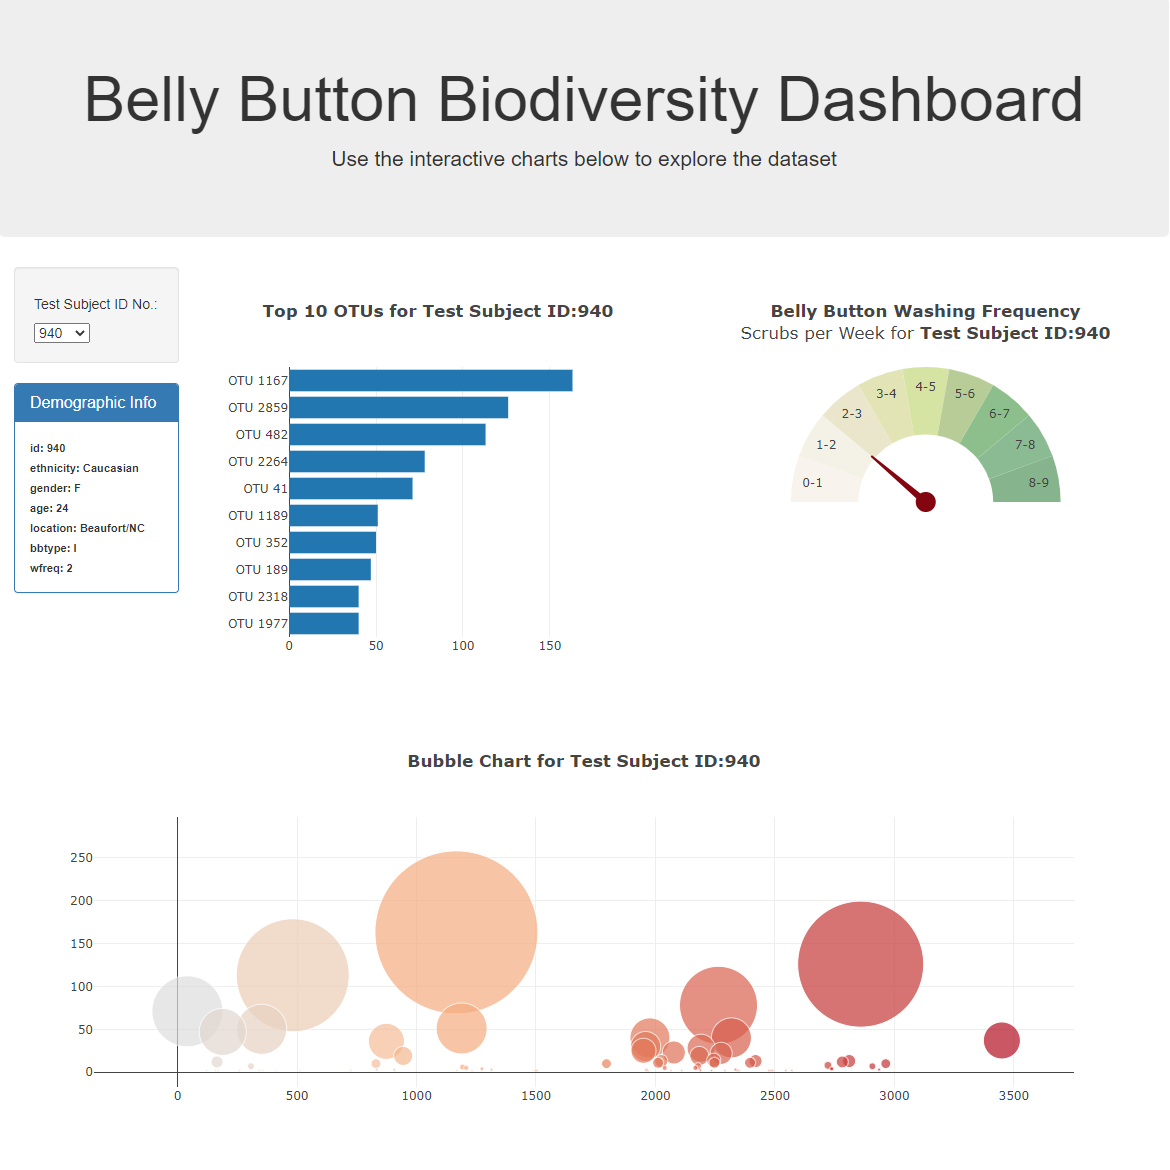 Belly Button Biodiversity Dashboard
Use the interactive charts below to explore the dataset
Test Subject ID No.:
940
Demographic Info
id: 940
ethnicity: Caucasian
gender: F
age: 24
location: Beaufort/NC
bbtype: I
wfreq: 2
Top 10 OTUs for Test Subject ID:940
OTU 1167
OTU 2859
OTU 482
OTU 2264
OTU 41
OTU 1189
OTU 352
OTU 189
OTU 2318
OTU 1977
0 50 100 150
Belly Button Washing Frequency
Scrubs per Week for Test Subject ID:940
0-1
1-2
2-3
3-4
4-5
5-6
6-7
7-8
8-9
Bubble Chart for Test Subject ID:940
250
200
150
100
50
0
0 500 1000 1500 2000 2500 3000 3500